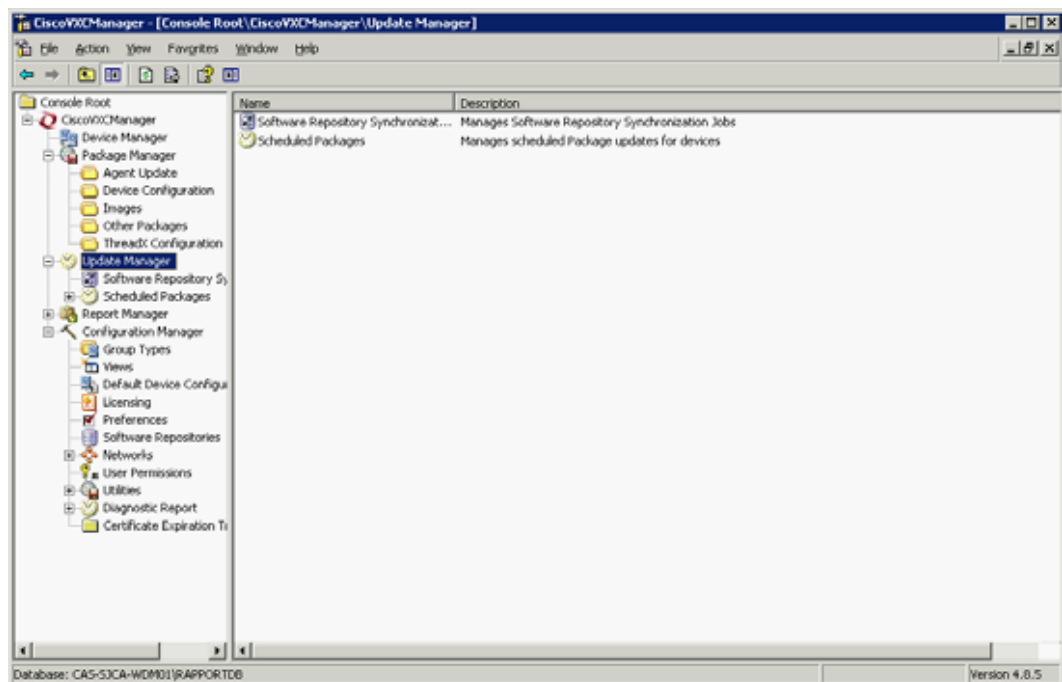 CiscoVXCManager - [Console Root\CiscoVXCManager\Update Manager]
File Action View Favorites Window Help
Console Root
CiscoVXCManager
Device Manager
Package Manager
Agent Update
Device Configuration
Images
Other Packages
ThreadX Configuration
Update Manager
Software Repository Sy
Scheduled Packages
Report Manager
Configuration Manager
Group Types
Views
Default Device Configu
Licensing
Preferences
Software Repositories
Networks
User Permissions
Utilities
Diagnostic Report
Certificate Expiration Tr
Name Description
Software Repository Synchronizat... Manages Software Repository Synchronization Jobs
Scheduled Packages Manages scheduled Package updates for devices
Database: CAS-SJCA-WDM01\RAPPORTDB Version 4.8.5